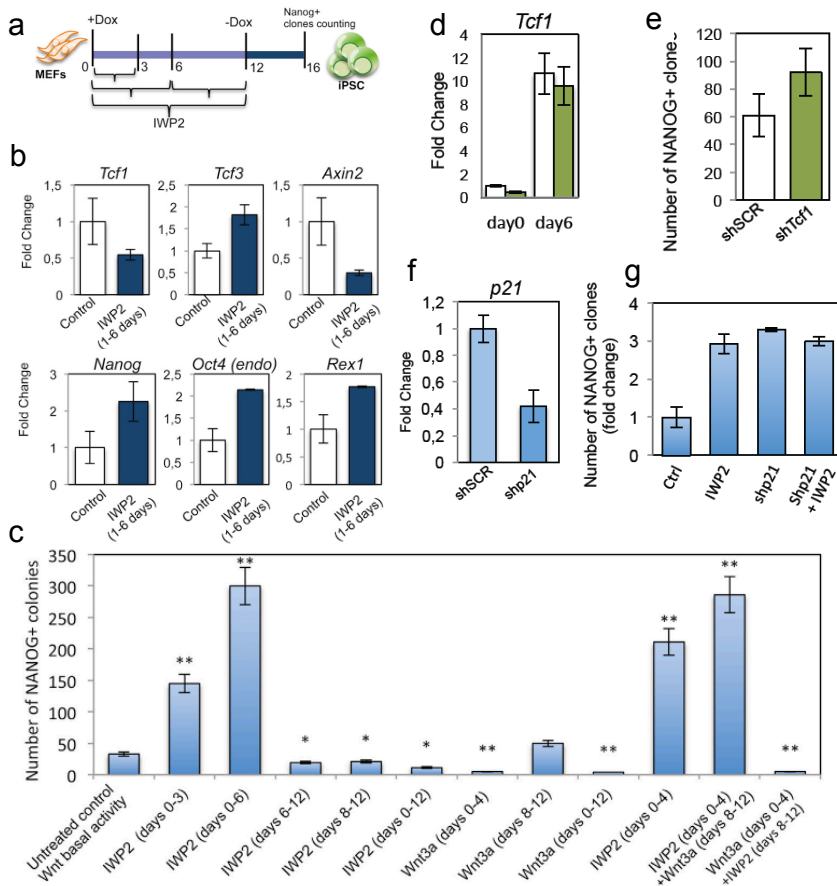 a
+Dox
-Dox
Nanog+
clones counting
MEFs
0
3
6
12
16
iPSC
IWP2
b
Tcf1
Tcf3
Axin2
Fold Change
1,5
1
0,5
0
2,5
2
1,5
1
0,5
0
1,5
1
0,5
0
Control
IWP2
(1-6 days)
Control
IWP2
(1-6 days)
Control
IWP2
(1-6 days)
Nanog
Oct4 (endo)
Rex1
Fold Change
3
2
1
0
2,5
2
1,5
1
0,5
0
2
1,5
1
0,5
0
Control
IWP2
(1-6 days)
Control
IWP2
(1-6 days)
Control
IWP2
(1-6 days)
d
Tcf1
Fold Change
14
12
10
8
6
4
2
0
day0
day6
e
Number of NANOG+ clones
120
100
80
60
40
20
0
shSCR
shTcf1
f
p21
Fold Change
1,2
1
0,8
0,6
0,4
0,2
0
shSCR
shp21
g
Number of NANOG+ clones
(fold change)
4
3
2
1
0
Ctrl
IWP2
shp21
Shp21
+ IWP2
c
Number of NANOG+ colonies
350
300
250
200
150
100
50
0
**
**
*
*
*
**
**
**
**
**
Untreated control
Wnt basal activity
IWP2 (days 0-3)
IWP2 (days 0-6)
IWP2 (days 6-12)
IWP2 (days 8-12)
IWP2 (days 0-12)
Wnt3a (days 0-4)
Wnt3a (days 8-12)
Wnt3a (days 0-12)
IWP2 (days 0-4)
IWP2 (days 0-4)
+Wnt3a (days 8-12)
Wnt3a (days 0-4)
+IWP2 (days 8-12)